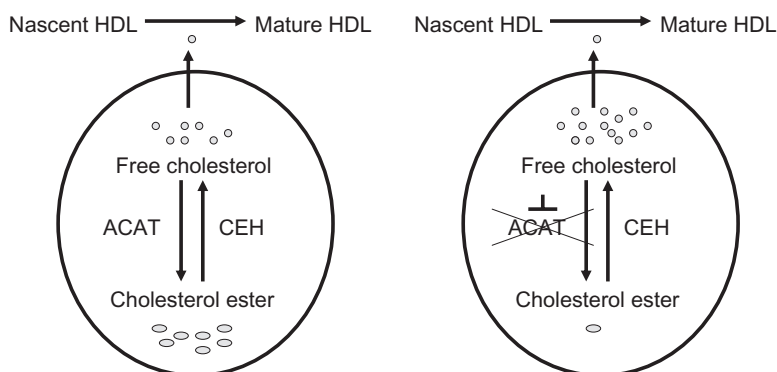 Nascent HDL Mature HDL
Free cholesterol
ACAT CEH
Cholesterol ester
Nascent HDL Mature HDL
Free cholesterol
ACAT CEH
Cholesterol ester